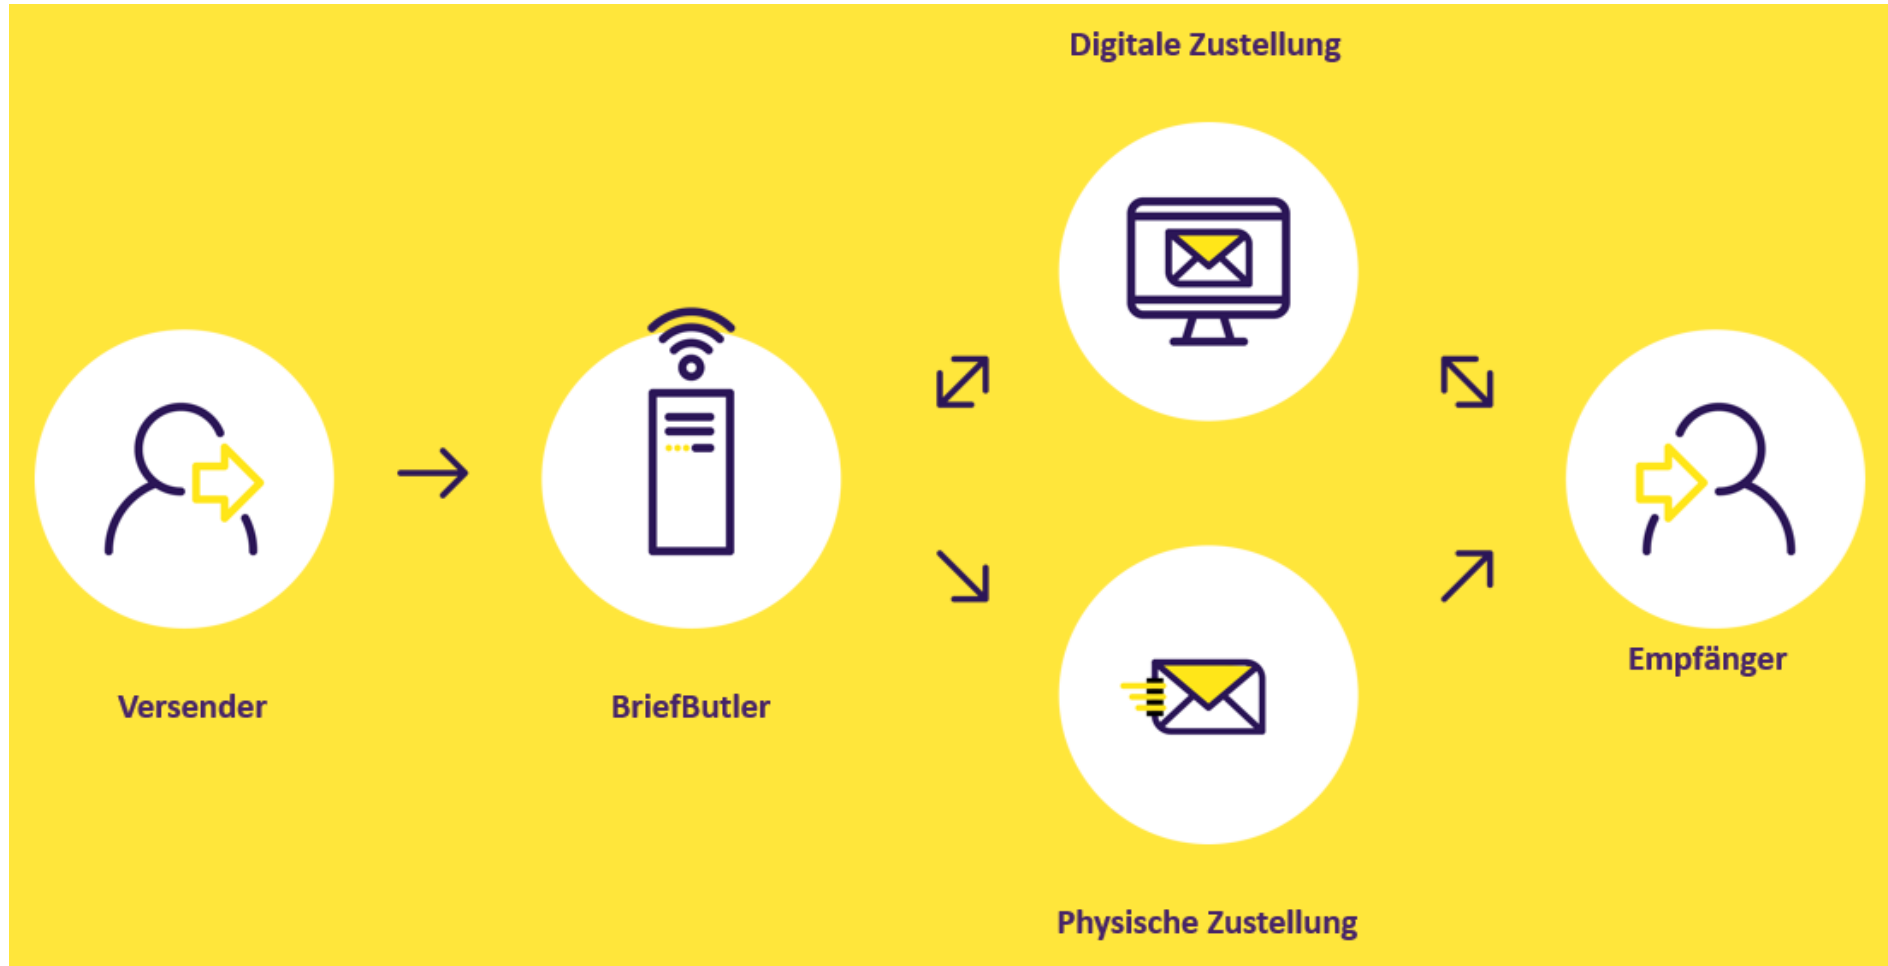 Digitale Zustellung
Versender
BriefButler
Empfänger
Physische Zustellung